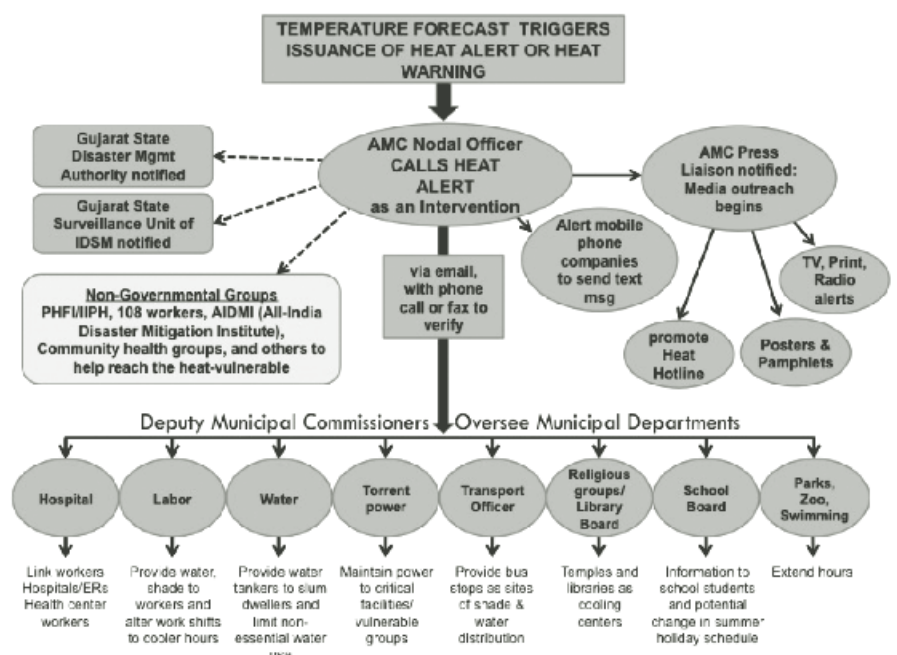 TEMPERATURE FORECAST TRIGGERS
ISSUANCE OF HEAT ALERT OR HEAT
WARNING
Gujarat State
Disaster Mgmt
Authority notified
AMC Nodal Officer
CALLS HEAT
ALERT
as an Intervention
AMC Press
Liaison notified:
Media outreach
begins
Gujarat State
Surveillance Unit of
IDSM notified
Alert mobile
phone
companies
to send text
msg
TV, Print,
Radio
alerts
via email,
with phone
call or fax to
verify
Non-Governmental Groups
PHFI/IIPH, 108 workers, AIDMI (All-India
Disaster Mitigation Institute),
Community health groups, and others to
help reach the heat-vulnerable
promote
Heat
Hotline
Posters &
Pamphlets
Deputy Municipal Commissioners Oversee Municipal Departments
Hospital
Labor
Water
Torrent
power
Transport
Officer
Religious
groups/
Library
Board
School
Board
Parks,
Zoo,
Swimming
Link workers
Hospitals/ERs
Health center
workers
Provide water,
shade to
workers and
alter work shifts
to cooler hours
Provide water
tankers to slum
dwellers and
limit non-
essential water
Maintain power
to critical
facilities/
vulnerable
groups
Provide bus
stops as sites
of shade &
water
distribution
Temples and
libraries as
cooling
centers
Information to
school students
and potential
change in summer
holiday schedule
Extend hours